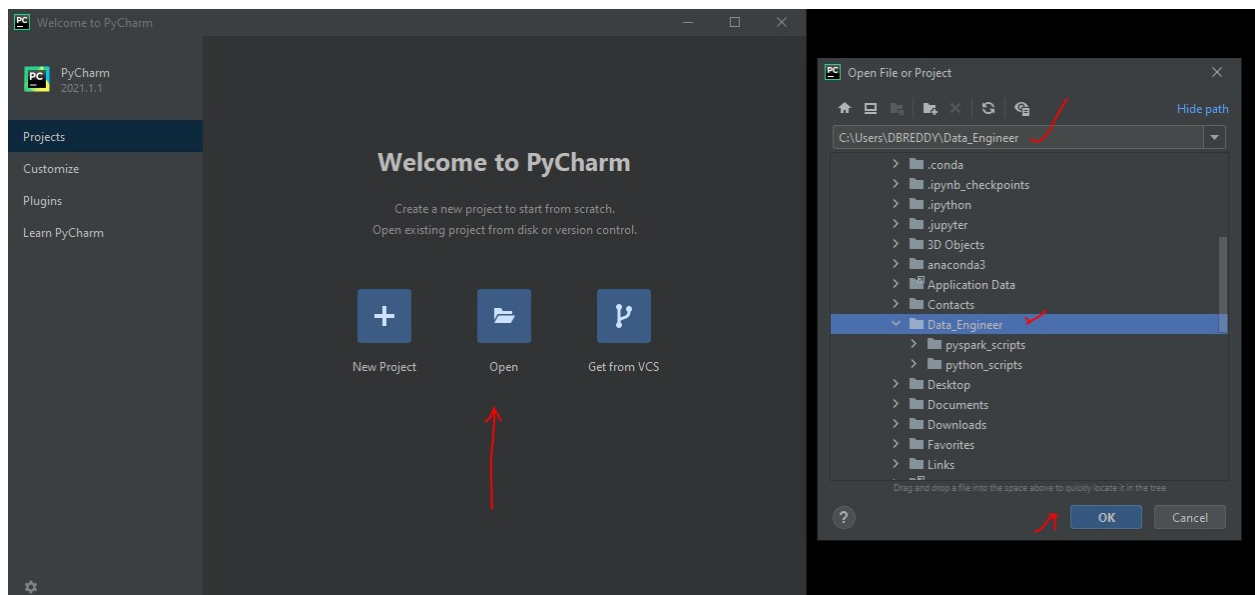 PC Welcome to PyCharm
PC PyCharm
2021.1.1
Projects
Customize
Plugins
Learn PyCharm
Welcome to PyCharm
Create a new project to start from scratch.
Open existing project from disk or version control.
New Project Open Get from VCS
PC Open File or Project
Hide path
C:\Users\DBREDDY\Data_Engineer
.conda
.ipynb_checkpoints
.ipython
.jupyter
3D Objects
anaconda3
Application Data
Contacts
Data_Engineer
pyspark_scripts
python_scripts
Desktop
Documents
Downloads
Favorites
Links
Drag and drop a file into the space above to quickly locate it in the tree
? OK Cancel